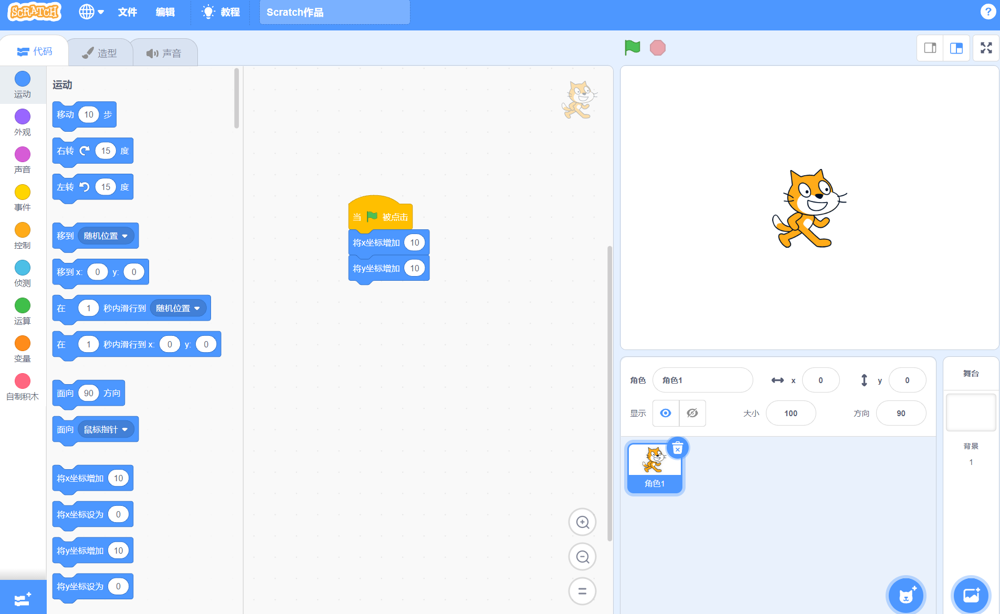 SCRATCH 文件 编辑 教程 Scratch作品 ?
代码 造型 声音
运动
外观
声音
事件
控制
侦测
运算
变量
自制积木
运动
移动 10 步
右转 15 度
左转 15 度
移到 随机位置
移到 x: 0 y: 0
在 1 秒内滑行到 随机位置
在 1 秒内滑行到 x: 0 y: 0
面向 90 方向
面向 鼠标指针
将x坐标增加 10
将x坐标设为 0
将y坐标增加 10
将y坐标设为 0
当 被点击
将x坐标增加 10
将y坐标增加 10
角色 角色1 x 0 y 0
显示 大小 100 方向 90
角色1
舞台
背景
1